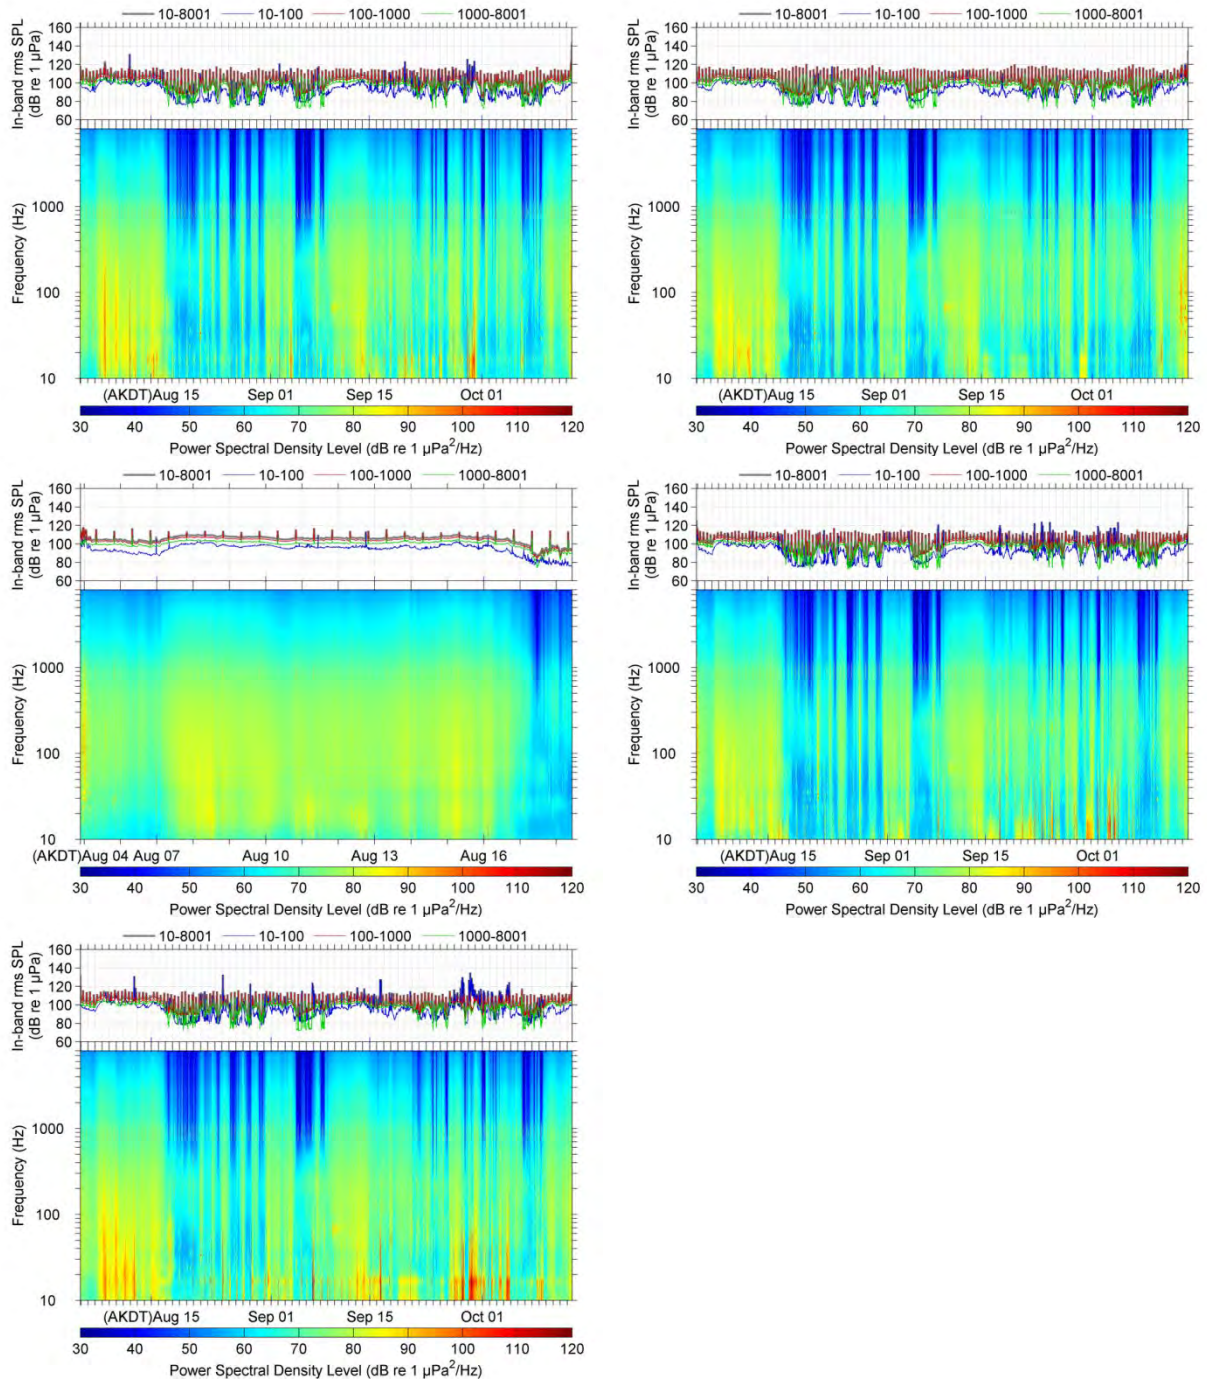 10-8001 10-100 100-1000 1000-8001
In-band rms SPL
(dB re 1 µPa)
160
140
120
100
80
60
Frequency (Hz)
1000
100
10
(AKDT)Aug 15 Sep 01 Sep 15 Oct 01
30 40 50 60 70 80 90 100 110 120
Power Spectral Density Level (dB re 1 µPa²/Hz)
10-8001 10-100 100-1000 1000-8001
In-band rms SPL
(dB re 1 µPa)
160
140
120
100
80
60
Frequency (Hz)
1000
100
10
(AKDT)Aug 15 Sep 01 Sep 15 Oct 01
30 40 50 60 70 80 90 100 110 120
Power Spectral Density Level (dB re 1 µPa²/Hz)
10-8001 10-100 100-1000 1000-8001
In-band rms SPL
(dB re 1 µPa)
160
140
120
100
80
60
Frequency (Hz)
1000
100
10
(AKDT)Aug 04 Aug 07 Aug 10 Aug 13 Aug 16
30 40 50 60 70 80 90 100 110 120
Power Spectral Density Level (dB re 1 µPa²/Hz)
10-8001 10-100 100-1000 1000-8001
In-band rms SPL
(dB re 1 µPa)
160
140
120
100
80
60
Frequency (Hz)
1000
100
10
(AKDT)Aug 15 Sep 01 Sep 15 Oct 01
30 40 50 60 70 80 90 100 110 120
Power Spectral Density Level (dB re 1 µPa²/Hz)
10-8001 10-100 100-1000 1000-8001
In-band rms SPL
(dB re 1 µPa)
160
140
120
100
80
60
Frequency (Hz)
1000
100
10
(AKDT)Aug 15 Sep 01 Sep 15 Oct 01
30 40 50 60 70 80 90 100 110 120
Power Spectral Density Level (dB re 1 µPa²/Hz)